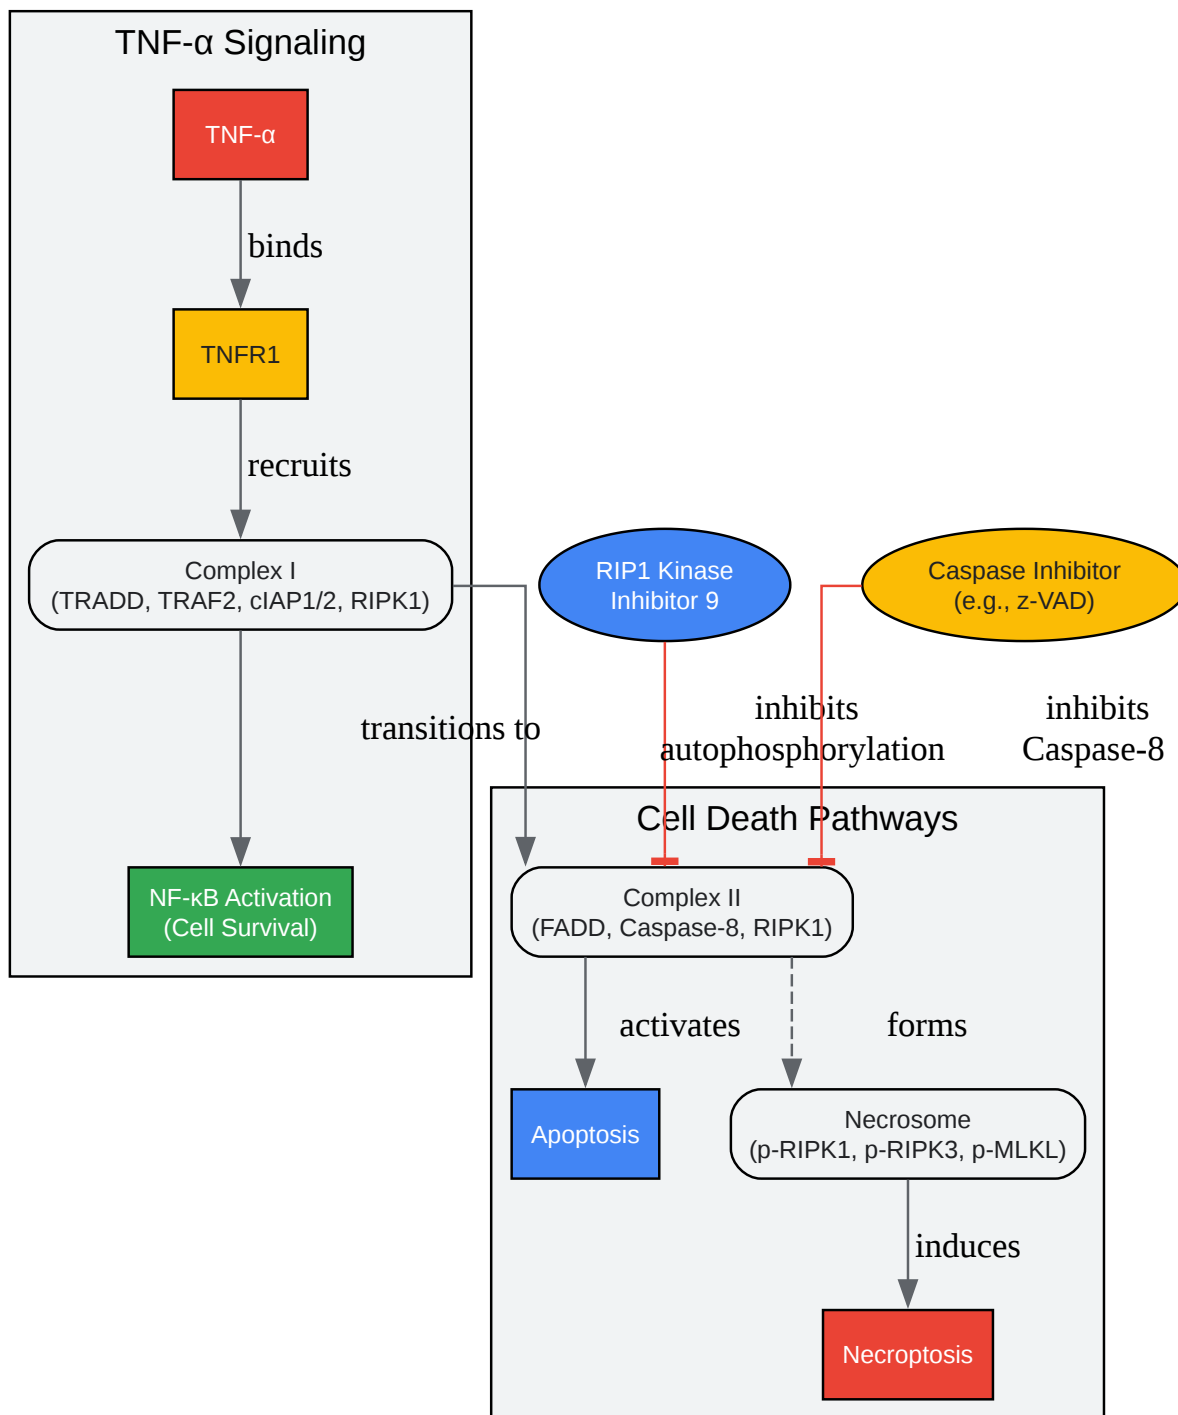 TNF-α Signaling
TNF-α
binds
TNFR1
recruits
Complex I
(TRADD, TRAF2, cIAP1/2, RIPK1)
RIP1 Kinase
Inhibitor 9
Caspase Inhibitor
(e.g., z-VAD)
transitions to
inhibits
autophosphorylation
inhibits
Caspase-8
Cell Death Pathways
NF-κB Activation
(Cell Survival)
Complex II
(FADD, Caspase-8, RIPK1)
activates
forms
Apoptosis
Necrosome
(p-RIPK1, p-RIPK3, p-MLKL)
induces
Necroptosis